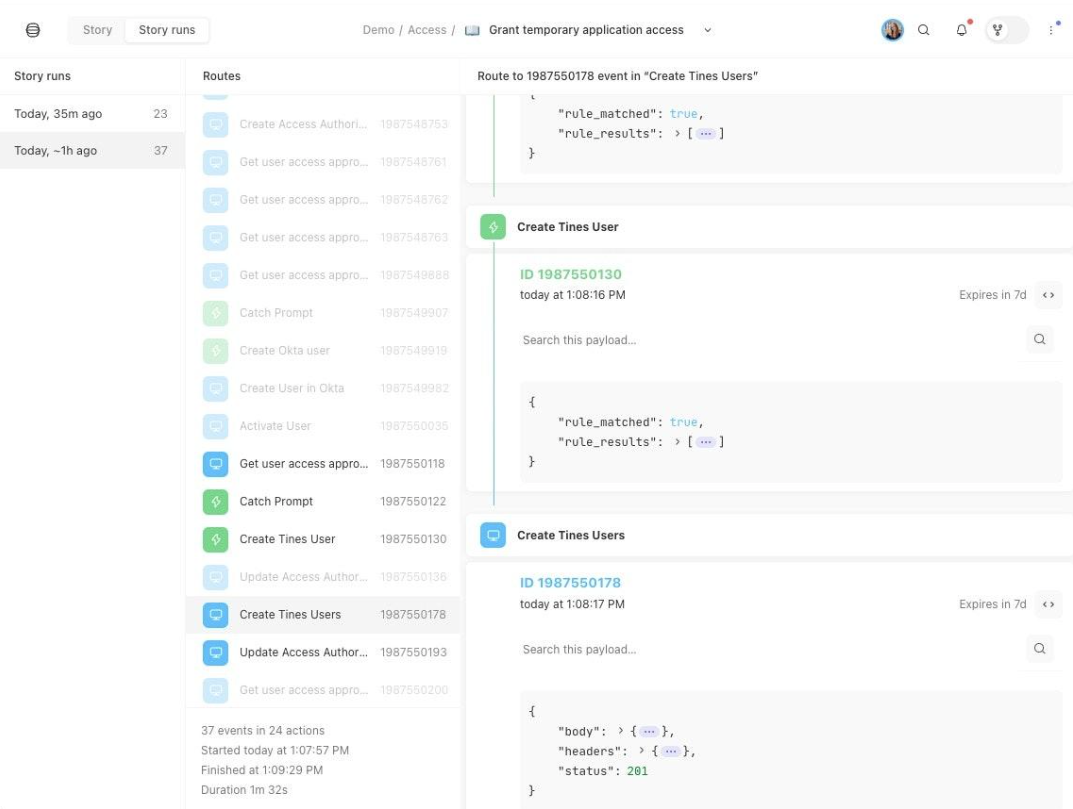 Story
Story runs
Demo / Access / Grant temporary application access
Story runs
Today, 35m ago 23
Today, ~1h ago 37
Routes
Create Access Authori... 1987548753
Get user access appro... 1987548761
Get user access appro... 1987548762
Get user access appro... 1987548763
Get user access appro... 1987549888
Catch Prompt 1987549907
Create Okta user 1987549919
Create User in Okta 1987549982
Activate User 1987550035
Get user access appro... 1987550118
Catch Prompt 1987550122
Create Tines User 1987550130
Update Access Author... 1987550136
Create Tines Users 1987550178
Update Access Author... 1987550193
Get user access appro... 1987550200
37 events in 24 actions
Started today at 1:07:57 PM
Finished at 1:09:29 PM
Duration 1m 32s
Route to 1987550178 event in “Create Tines Users”
{
"rule_matched": true,
"rule_results": > [ ··· ]
}
Create Tines User
ID 1987550130
today at 1:08:16 PM
Expires in 7d
Search this payload...
{
"rule_matched": true,
"rule_results": > [ ··· ]
}
Create Tines Users
ID 1987550178
today at 1:08:17 PM
Expires in 7d
Search this payload...
{
"body": > { ··· },
"headers": > { ··· },
"status": 201
}